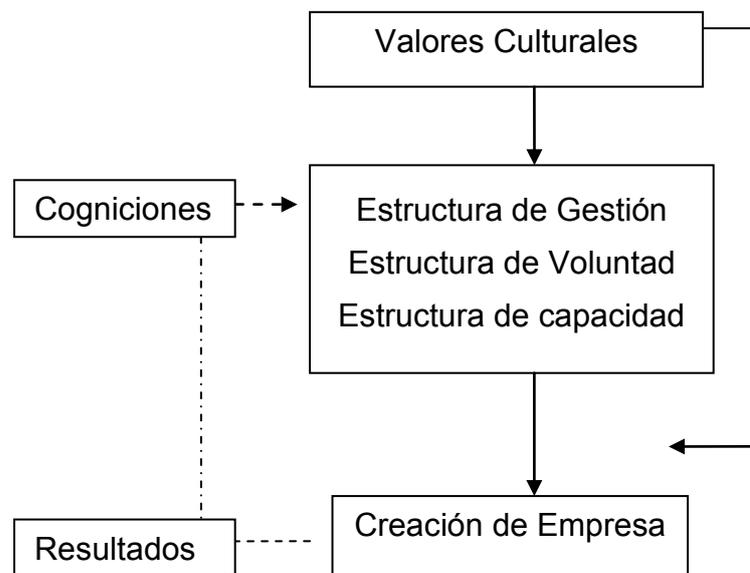 Valores Culturales
Cogniciones
Estructura de Gestión
Estructura de Voluntad
Estructura de capacidad
Creación de Empresa
Resultados